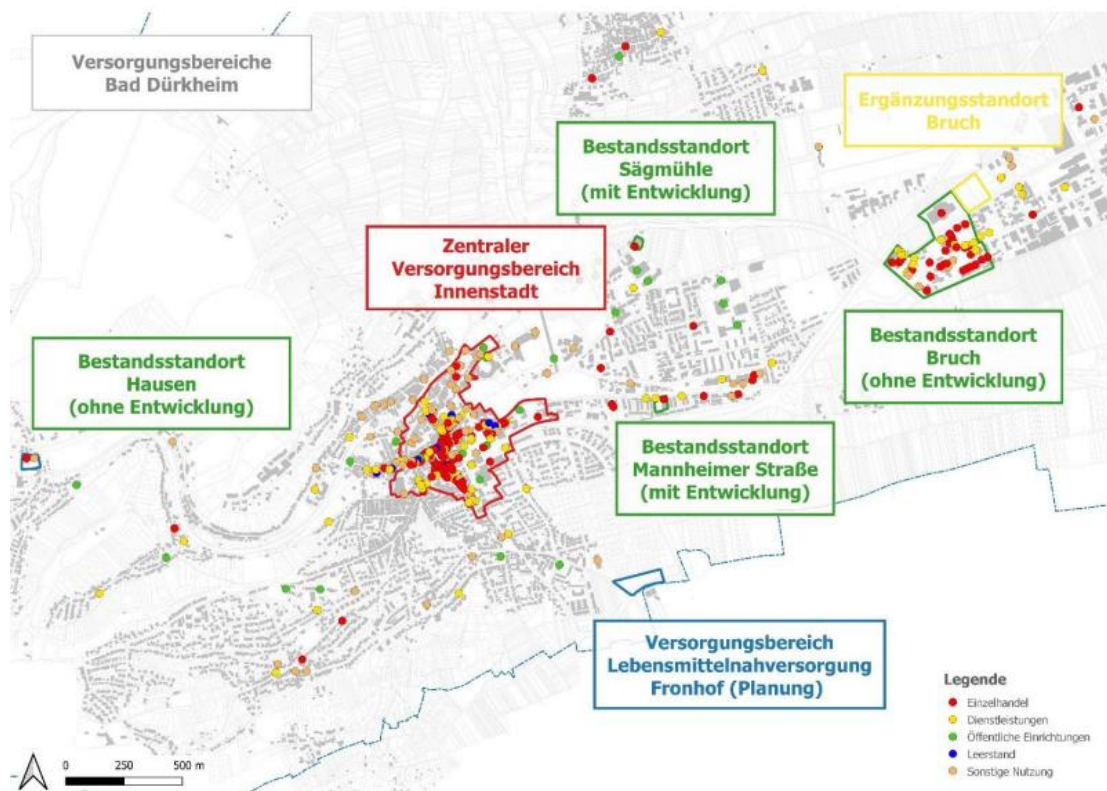 Versorgungsbereiche
Bad Dürkheim
Ergänzungsstandort
Bruch
Bestandsstandort
Sägmühle
(mit Entwicklung)
Zentraler
Versorgungsbereich
Innenstadt
Bestandsstandort
Hausen
(ohne Entwicklung)
Bestandsstandort
Bruch
(ohne Entwicklung)
Bestandsstandort
Mannheimer Straße
(mit Entwicklung)
Versorgungsbereich
Lebensmittelnahversorgung
Fronhof (Planung)
Legende
Einzelhandel
Dienstleistungen
Öffentliche Einrichtungen
Leerstand
Sonstige Nutzung
0 250 500 m